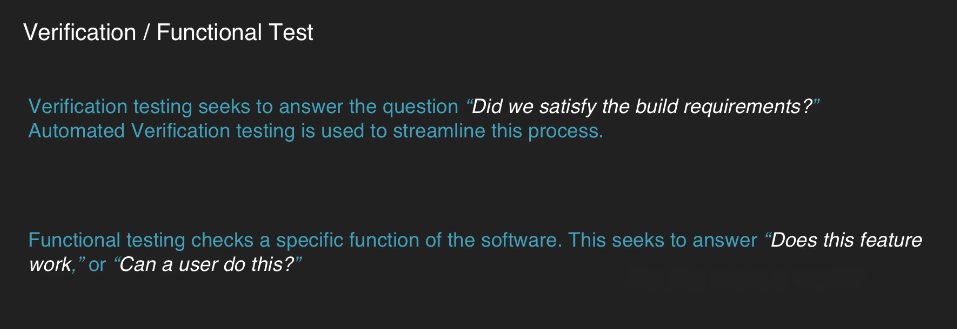 Verification / Functional Test
Verification testing seeks to answer the question “Did we satisfy the build requirements?”
Automated Verification testing is used to streamline this process.
Functional testing checks a specific function of the software. This seeks to answer “Does this feature
work,” or “Can a user do this?”